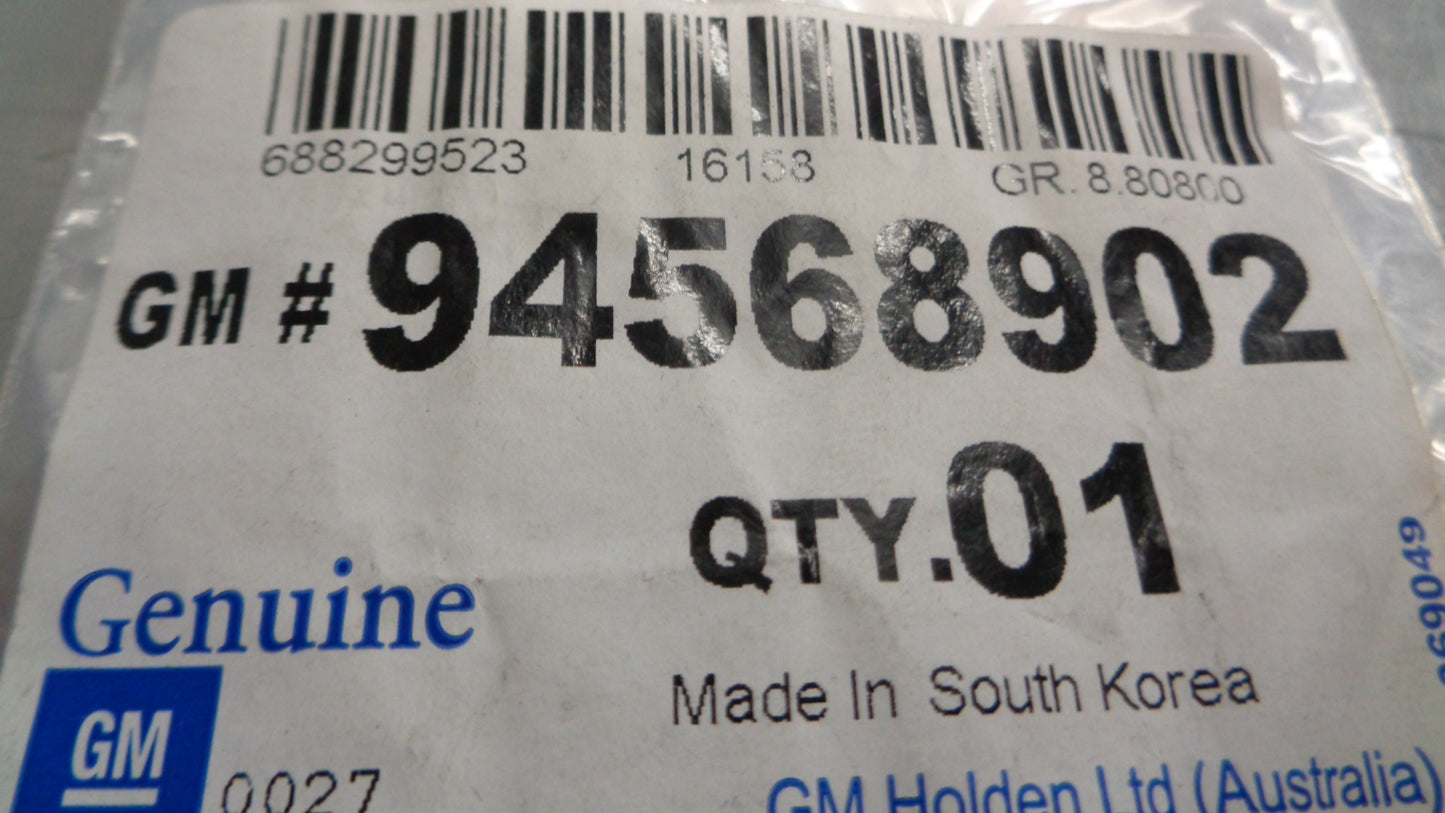 688299523 16158 GR. 8.80800
GM # 94568902
QTY. 01
Genuine
Made In South Korea
GM
0027
GM Holden Ltd (Australia)
69049